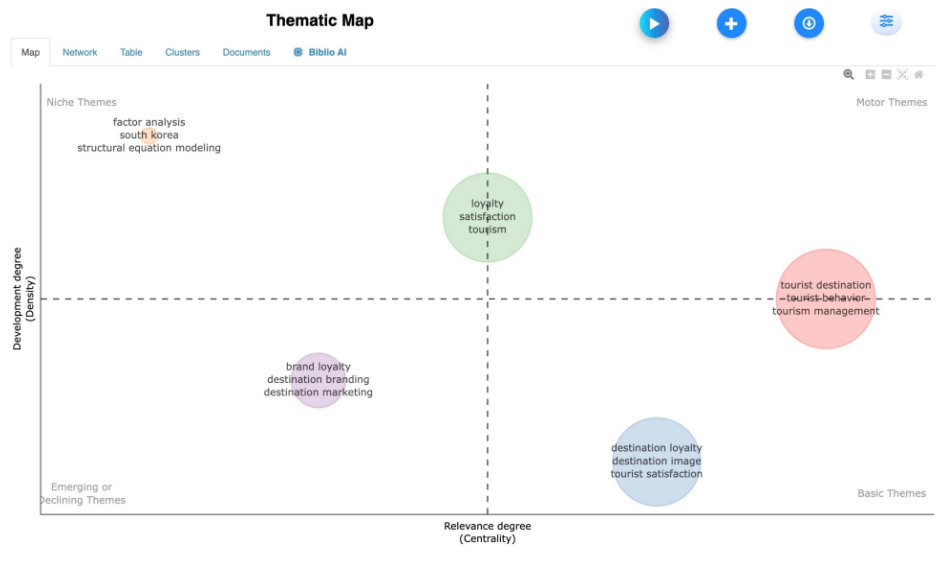 Thematic Map
Map
Network
Table
Clusters
Documents
Biblio AI
Niche Themes
Motor Themes
factor analysis
south korea
structural equation modeling
loyalty
satisfaction
tourism
tourist destination
tourist behavior
tourism management
Development degree
(Density)
brand loyalty
destination branding
destination marketing
destination loyalty
destination image
tourist satisfaction
Emerging or
Declining Themes
Basic Themes
Relevance degree
(Centrality)